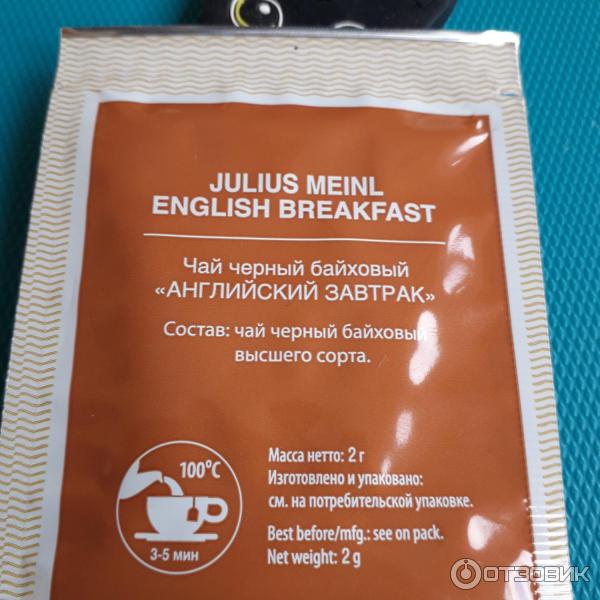 JULIUS MEINL
ENGLISH BREAKFAST
Чай черный байховый
«АНГЛИЙСКИЙ ЗАВТРАК»
Состав: чай черный байховый
высшего сорта.
100°C
3-5 мин
Масса нетто: 2 г
Изготовлено и упаковано:
см. на потребительской упаковке.
Best before/mfg.: see on pack.
Net weight: 2 g
ОТЗОВИК